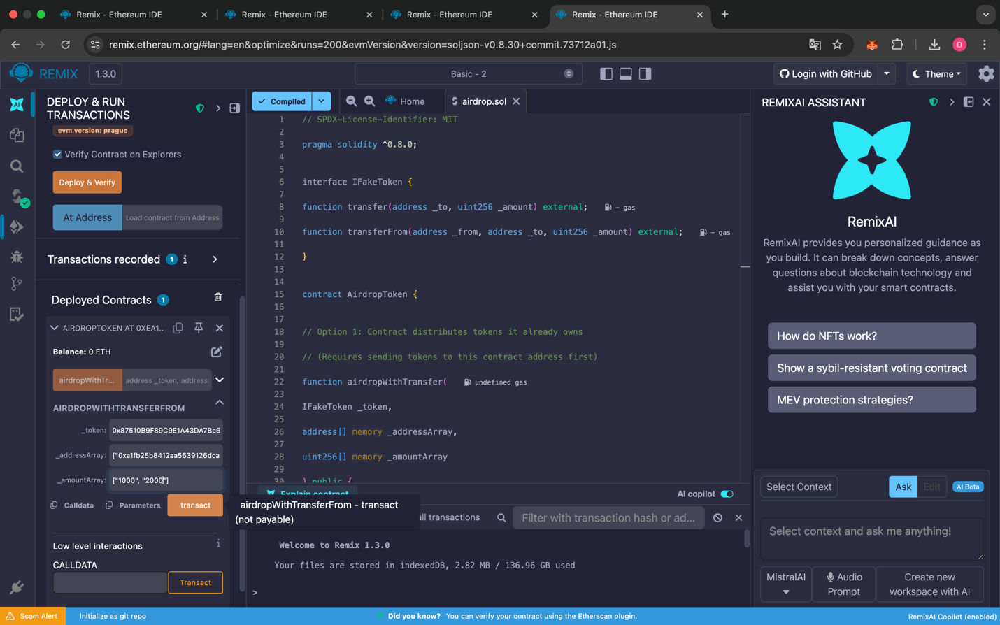 Remix - Ethereum IDE
Remix - Ethereum IDE
Remix - Ethereum IDE
Remix - Ethereum IDE
remix.ethereum.org/#lang=en&optimize&runs=200&evmVersion&version=soljson-v0.8.30+commit.73712a01.js
D
REMIX
1.3.0
Basic - 2
Login with GitHub
Theme
AI
DEPLOY & RUN
TRANSACTIONS
evm version: prague
Verify Contract on Explorers
Deploy & Verify
At Address
Load contract from Address
Transactions recorded 1 i
Deployed Contracts 1
AIRDROPTOKEN AT 0XEA1...
Balance: 0 ETH
airdropWithTr...
address _token, address
AIRDROPWITHTRANSFERFROM
_token: 0x87510B9F89C9E1A43DA7Bc6
_addressArray: ["0xa1fb25b8412aa5639126dca
_amountArray: ["1000", "2000"]
Calldata
Parameters
transact
airdropWithTransferFrom - transact
(not payable)
Low level interactions
i
CALLDATA
Transact
Compiled
Home
airdrop.sol
1 // SPDX-License-Identifier: MIT
2
3 pragma solidity ^0.8.0;
4
5
6 interface IFakeToken {
7
8 function transfer(address _to, uint256 _amount) external; - gas
9
10 function transferFrom(address _from, address _to, uint256 _amount) external; - gas
11
12 }
13
14
15 contract AirdropToken {
16
17
18 // Option 1: Contract distributes tokens it already owns
19
20 // (Requires sending tokens to this contract address first)
21
22 function airdropWithTransfer( undefined gas
23
24 IFakeToken _token,
25
26 address[] memory _addressArray,
27
28 uint256[] memory _amountArray
29
30 ) public {
Explain contract
AI copilot
all transactions
Filter with transaction hash or ad...
Welcome to Remix 1.3.0
Your files are stored in indexedDB, 2.82 MB / 136.96 GB used
>
REMIXAI ASSISTANT
RemixAI
RemixAI provides you personalized guidance as
you build. It can break down concepts, answer
questions about blockchain technology and
assist you with your smart contracts.
How do NFTs work?
Show a sybil-resistant voting contract
MEV protection strategies?
Select Context
Ask
Edit
AI Beta
Select context and ask me anything!
MistralAI
Audio
Prompt
Create new
workspace with AI
Scam Alert
Initialize as git repo
Did you know? You can verify your contract using the Etherscan plugin.
RemixAI Copilot (enabled)